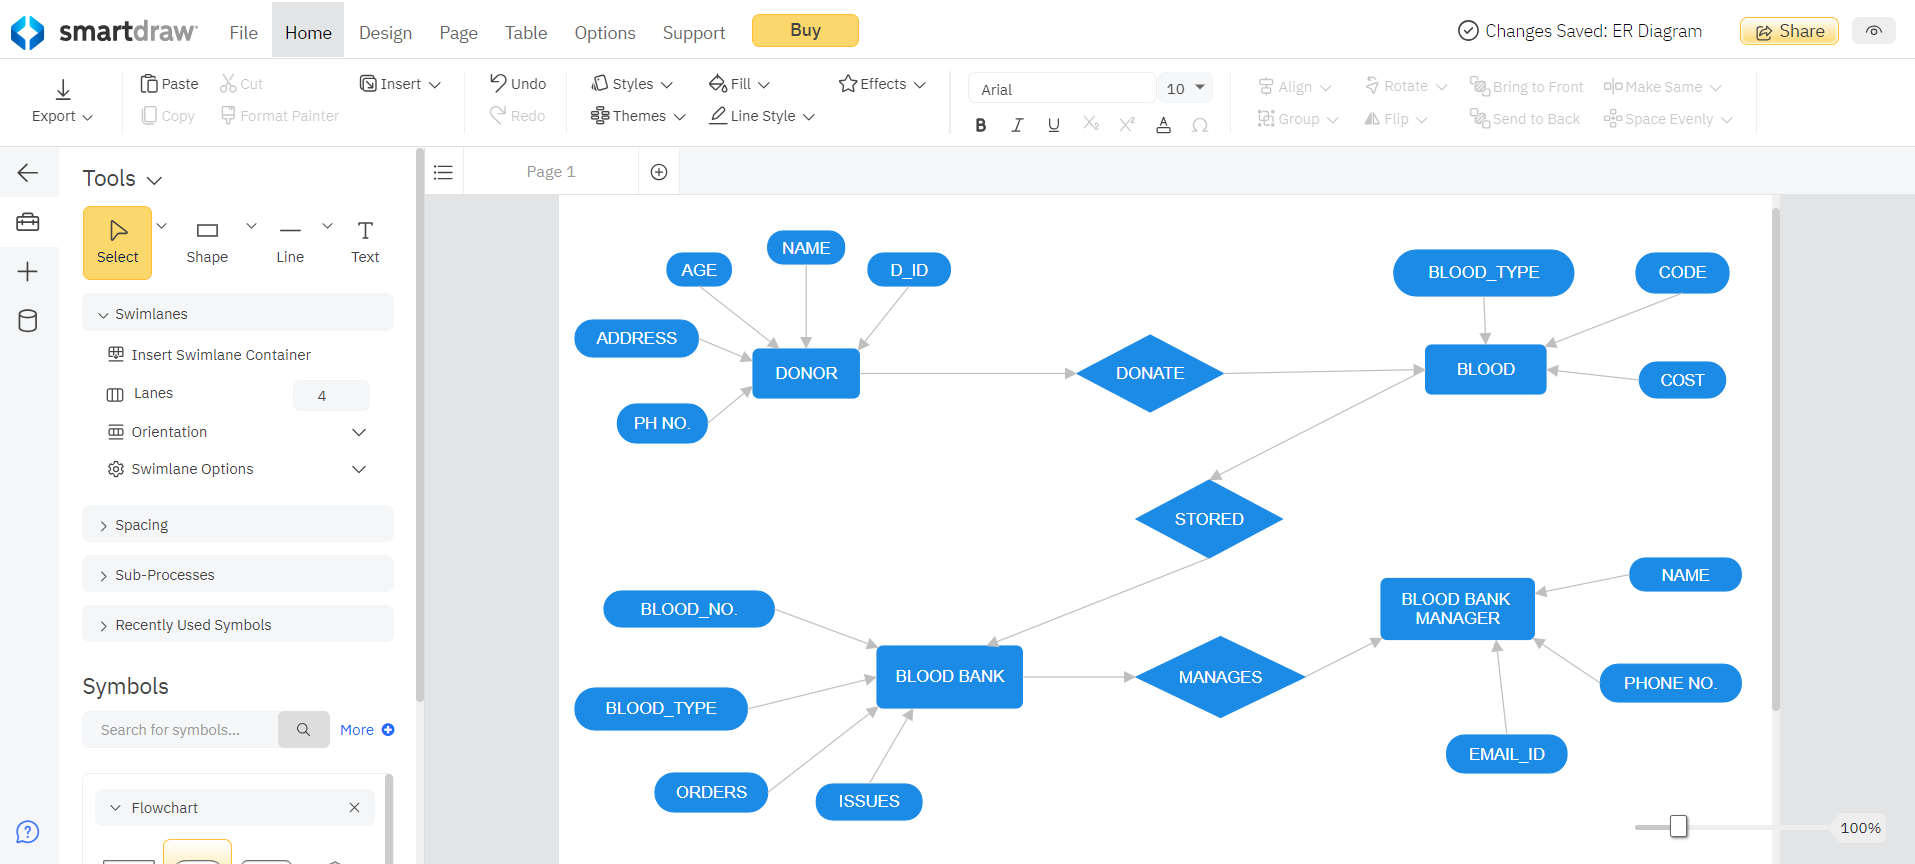 smartdraw
File
Home
Design
Page
Table
Options
Support
Buy
Changes Saved: ER Diagram
Share
Export
Paste
Cut
Copy
Format Painter
Insert
Undo
Redo
Styles
Themes
Fill
Line Style
Effects
Arial
10
B
I
U
X₂
X²
A
Ω
Align
Group
Rotate
Flip
Bring to Front
Send to Back
Make Same
Space Evenly
Tools
Select
Shape
Line
Text
Swimlanes
Insert Swimlane Container
Lanes
4
Orientation
Swimlane Options
Spacing
Sub-Processes
Recently Used Symbols
Symbols
Search for symbols...
More
Flowchart
Page 1
NAME
AGE
D_ID
ADDRESS
DONOR
PH NO.
DONATE
BLOOD_TYPE
CODE
BLOOD
COST
STORED
BLOOD_NO.
BLOOD BANK
BLOOD_TYPE
ORDERS
ISSUES
MANAGES
BLOOD BANK
MANAGER
NAME
PHONE NO.
EMAIL_ID
100%